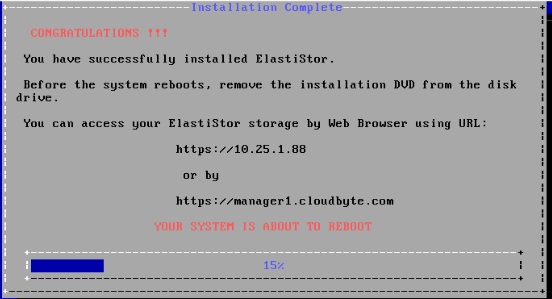 Installation Complete
CONGRATULATIONS !!!
You have successfully installed ElastiStor.
Before the system reboots, remove the installation DVD from the disk
drive.
You can access your ElastiStor storage by Web Browser using URL:
https://10.25.1.88
or by
https://manager1.cloudbyte.com
YOUR SYSTEM IS ABOUT TO REBOOT
15%